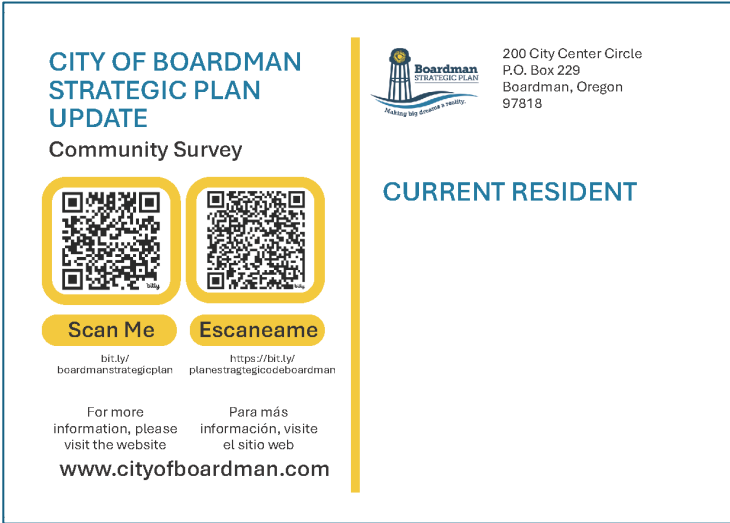 CITY OF BOARDMAN
STRATEGIC PLAN
UPDATE
Community Survey
bitly
bitly
Scan Me
Escaneame
bit.ly/
boardmanstrategicplan
https://bit.ly/
planestragtegicodeboardman
For more
information, please
visit the website
Para más
información, visite
el sitio web
www.cityofboardman.com
Boardman
STRATEGIC PLAN
Making big dreams a reality.
200 City Center Circle
P.O. Box 229
Boardman, Oregon
97818
CURRENT RESIDENT